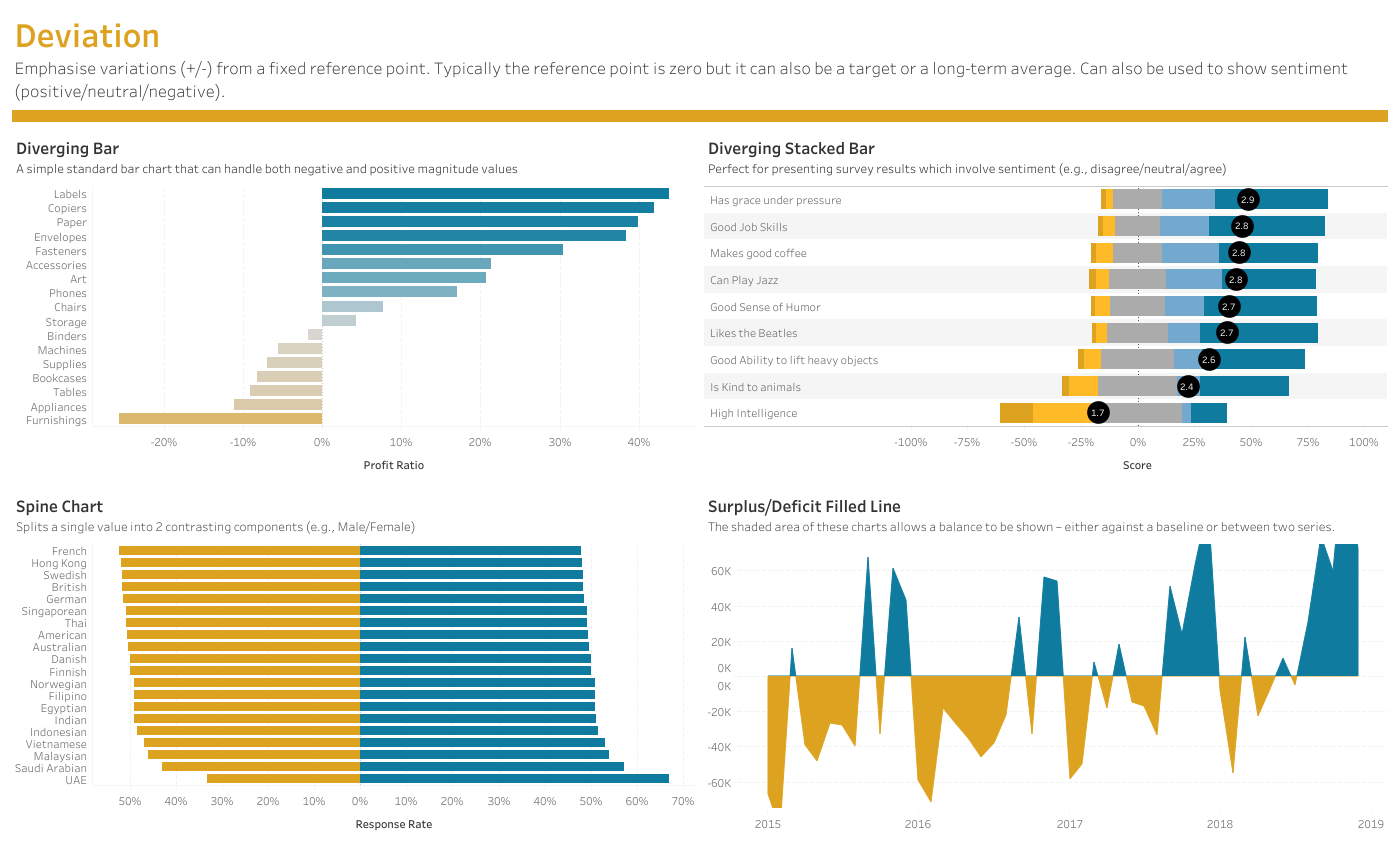 Deviation
Emphasise variations (+/-) from a fixed reference point. Typically the reference point is zero but it can also be a target or a long-term average. Can also be used to show sentiment
(positive/neutral/negative).
Diverging Bar
A simple standard bar chart that can handle both negative and positive magnitude values
Labels
Copiers
Paper
Envelopes
Fasteners
Accessories
Art
Phones
Chairs
Storage
Binders
Machines
Supplies
Bookcases
Tables
Appliances
Furnishings
-20% -10% 0% 10% 20% 30% 40%
Profit Ratio
Diverging Stacked Bar
Perfect for presenting survey results which involve sentiment (e.g., disagree/neutral/agree)
Has grace under pressure 2.9
Good Job Skills 2.8
Makes good coffee 2.8
Can Play Jazz 2.8
Good Sense of Humor 2.7
Likes the Beatles 2.7
Good Ability to lift heavy objects 2.6
Is Kind to animals 2.4
High Intelligence 1.7
-100% -75% -50% -25% 0% 25% 50% 75% 100%
Score
Spine Chart
Splits a single value into 2 contrasting components (e.g., Male/Female)
French
Hong Kong
Swedish
British
German
Singaporean
Thai
American
Australian
Danish
Finnish
Norwegian
Filipino
Egyptian
Indian
Indonesian
Vietnamese
Malaysian
Saudi Arabian
UAE
50% 40% 30% 20% 10% 0% 10% 20% 30% 40% 50% 60% 70%
Response Rate
Surplus/Deficit Filled Line
The shaded area of these charts allows a balance to be shown – either against a baseline or between two series.
60K
40K
20K
0K
0K
-20K
-40K
-60K
2015 2016 2017 2018 2019